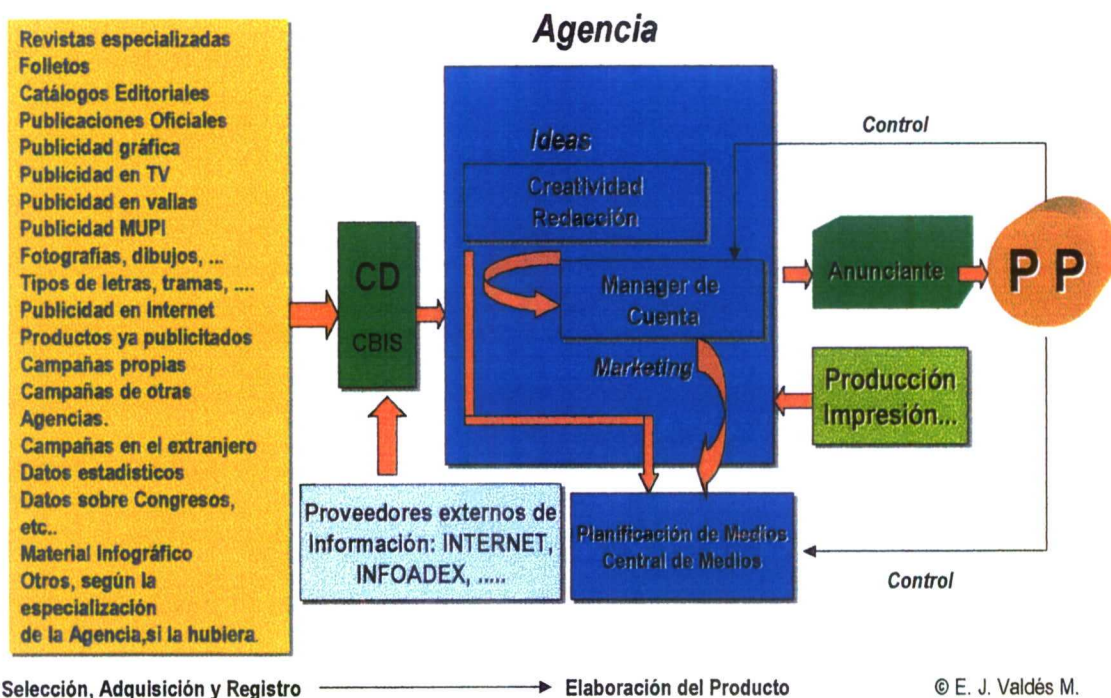 Agencia
Revistas especializadas
Folletos
Catálogos Editoriales
Publicaciones Oficiales
Publicidad gráfica
Publicidad en TV
Publicidad en vallas
Publicidad MUPI
Fotografías, dibujos, ...
Tipos de letras, tramas, ....
Publicidad en Internet
Productos ya publicitados
Campañas propias
Campañas de otras
Agencias.
Campañas en el extranjero
Datos estadísticos
Datos sobre Congresos,
etc..
Material Infográfico
Otros, según la
especialización
de la Agencia,si la hubiera.
CD
CBIS
Proveedores externos de
Información: INTERNET,
INFOADEX, .....
Ideas
Creatividad
Redacción
Manager de
Cuenta
Marketing
Planificación de Medios
Central de Medios
Control
Anunciante
P P
Producción
Impresión...
Control
Selección, Adquisición y Registro
Elaboración del Producto
© E. J. Valdés M.